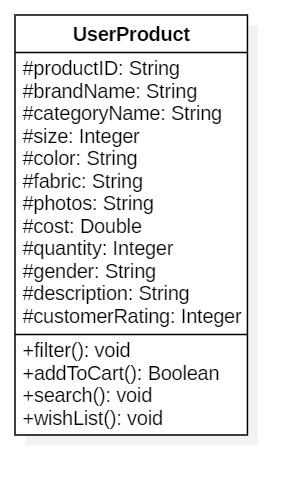 UserProduct
#productID: String
#brandName: String
#categoryName: String
#size: Integer
#color: String
#fabric: String
#photos: String
#cost: Double
#quantity: Integer
#gender: String
#description: String
#customerRating: Integer
+filter(): void
+addToCart(): Boolean
+search(): void
+wishList(): void